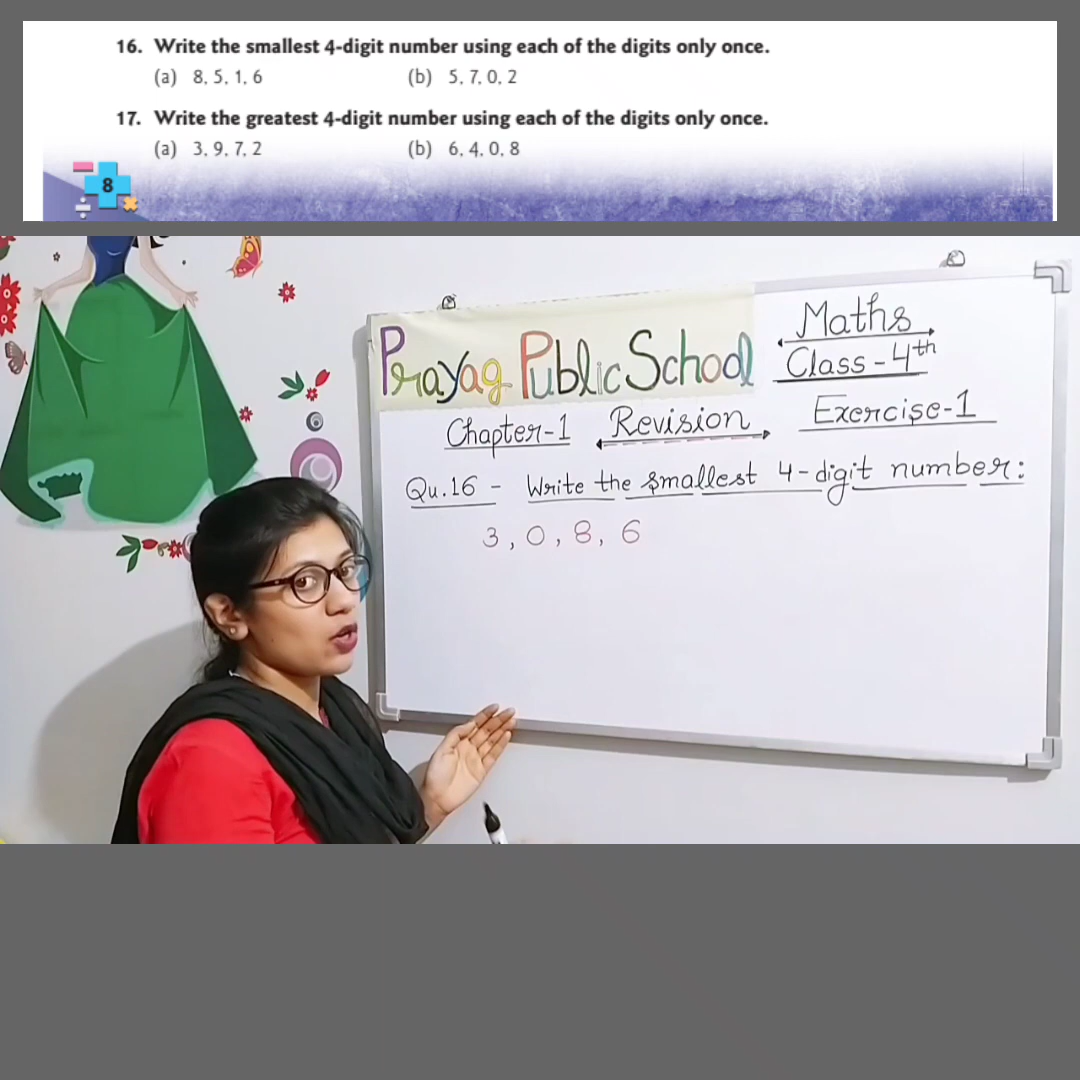 16. Write the smallest 4-digit number using each of the digits only once.
(a) 8, 5, 1, 6 (b) 5, 7, 0, 2
17. Write the greatest 4-digit number using each of the digits only once.
(a) 3, 9, 7, 2 (b) 6, 4, 0, 8
8
Prayag Public School
Maths
Class - 4th
Chapter-1 Revision Exercise-1
Qu.16 - Write the smallest 4-digit number:
3, 0, 8, 6